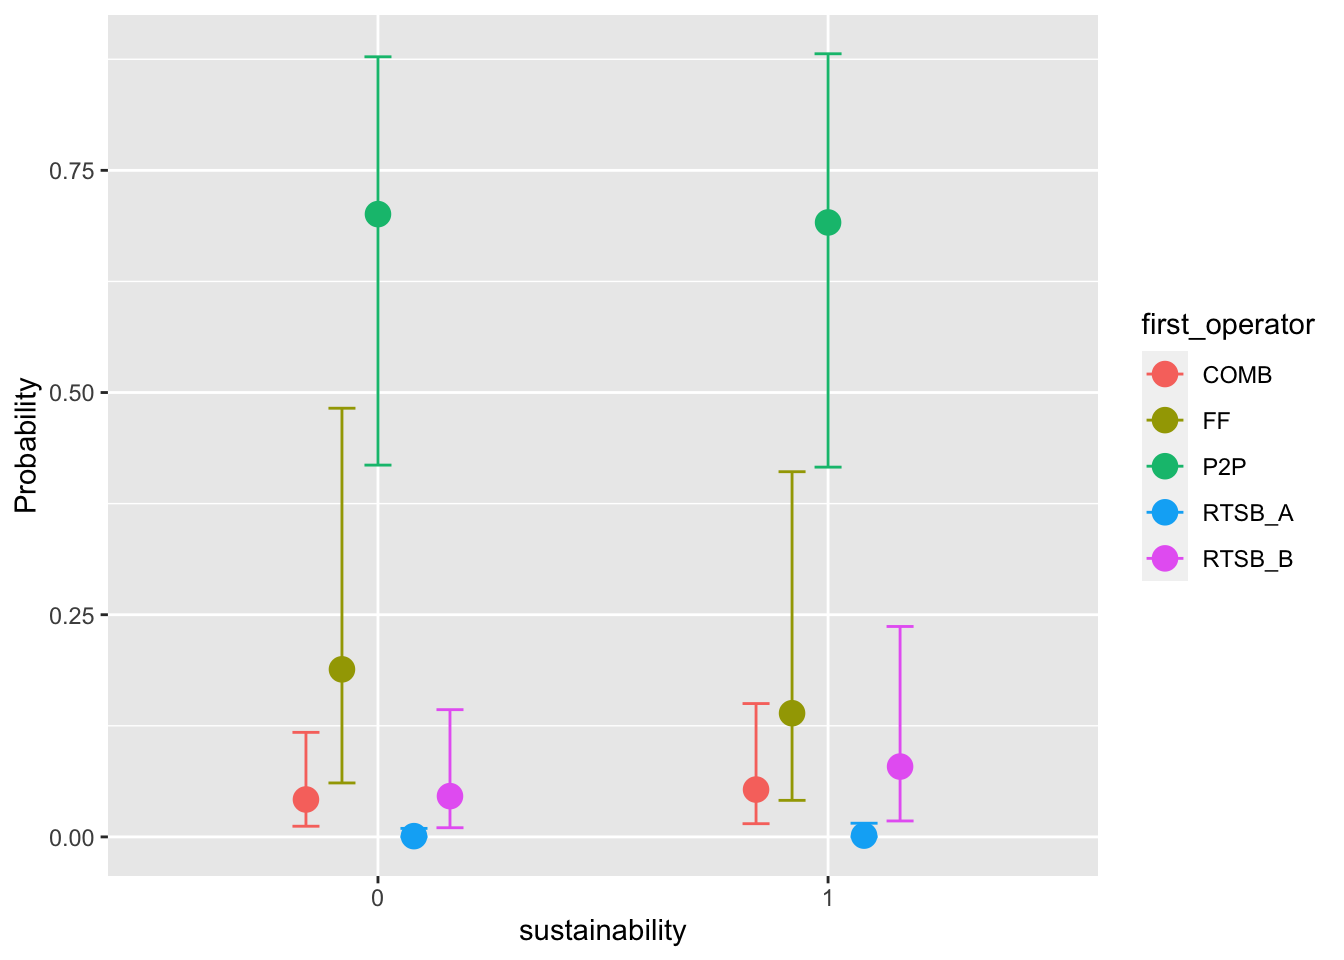 0.75
0.50
0.25
0.00
Probability
0
1
sustainability
first_operator
COMB
FF
P2P
RTSB_A
RTSB_B